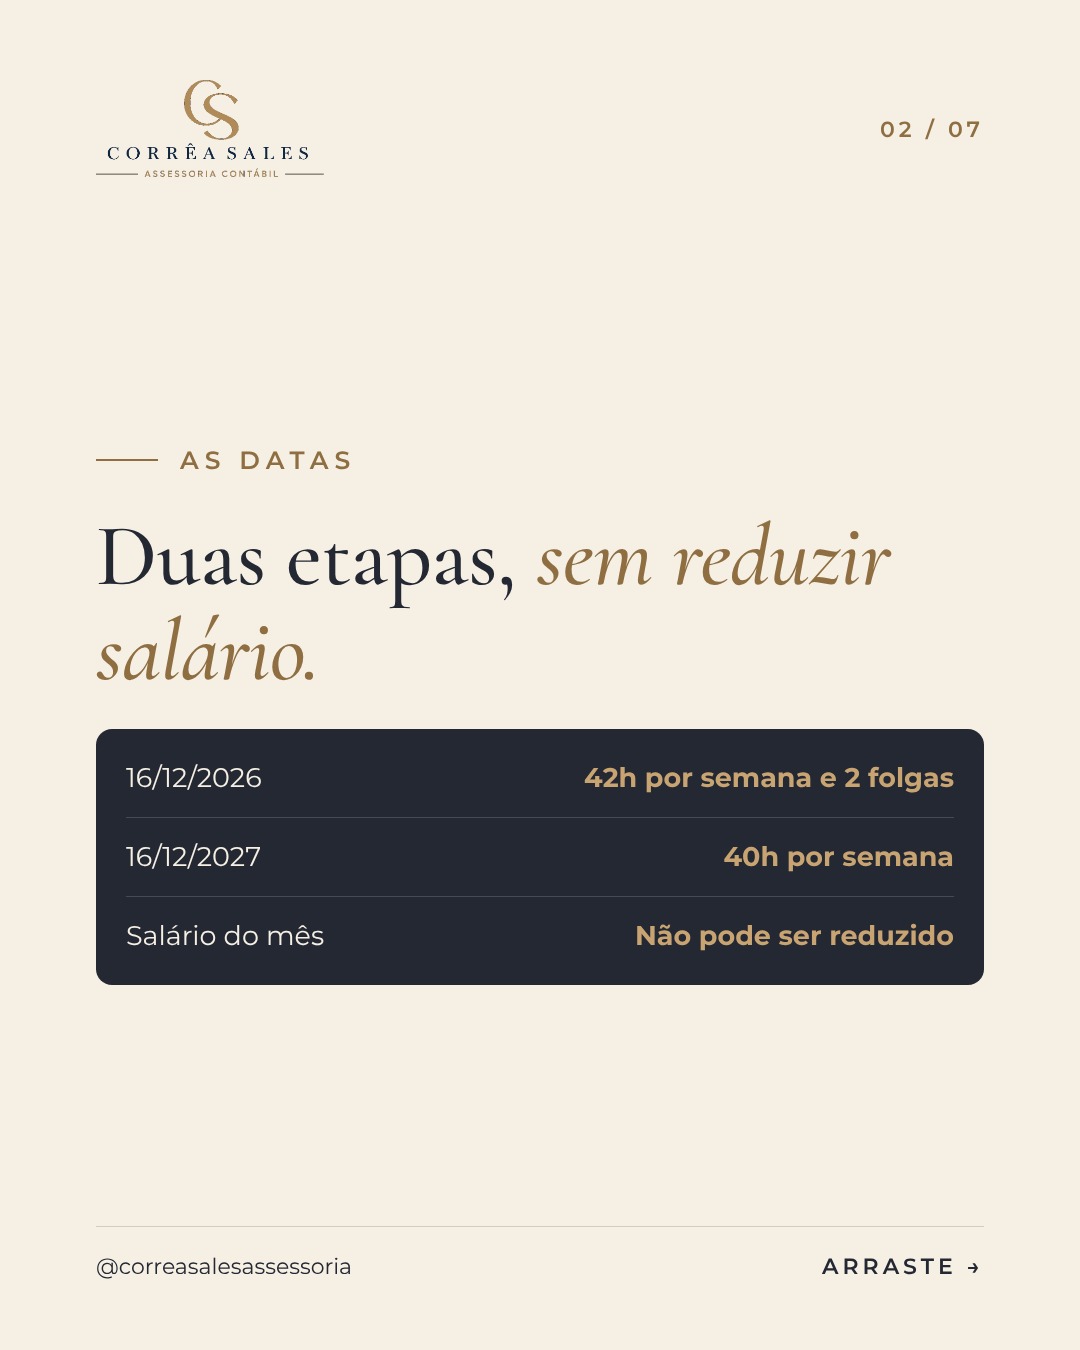 CS
CORRÊA SALES
ASSESSORIA CONTÁBIL
02 / 07
AS DATAS
Duas etapas, sem reduzir
salário.
16/12/2026 42h por semana e 2 folgas
16/12/2027 40h por semana
Salário do mês Não pode ser reduzido
@correasalesassessoria ARRASTE →